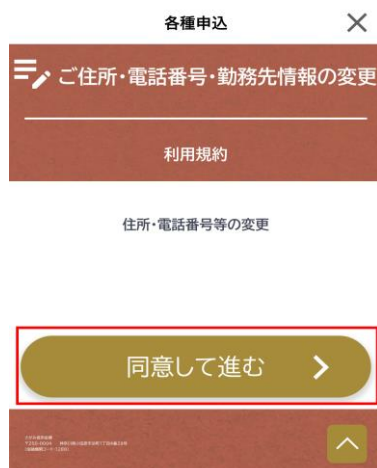 各種申込
ご住所・電話番号・勤務先情報の変更
利用規約
住所・電話番号等の変更
同意して進む